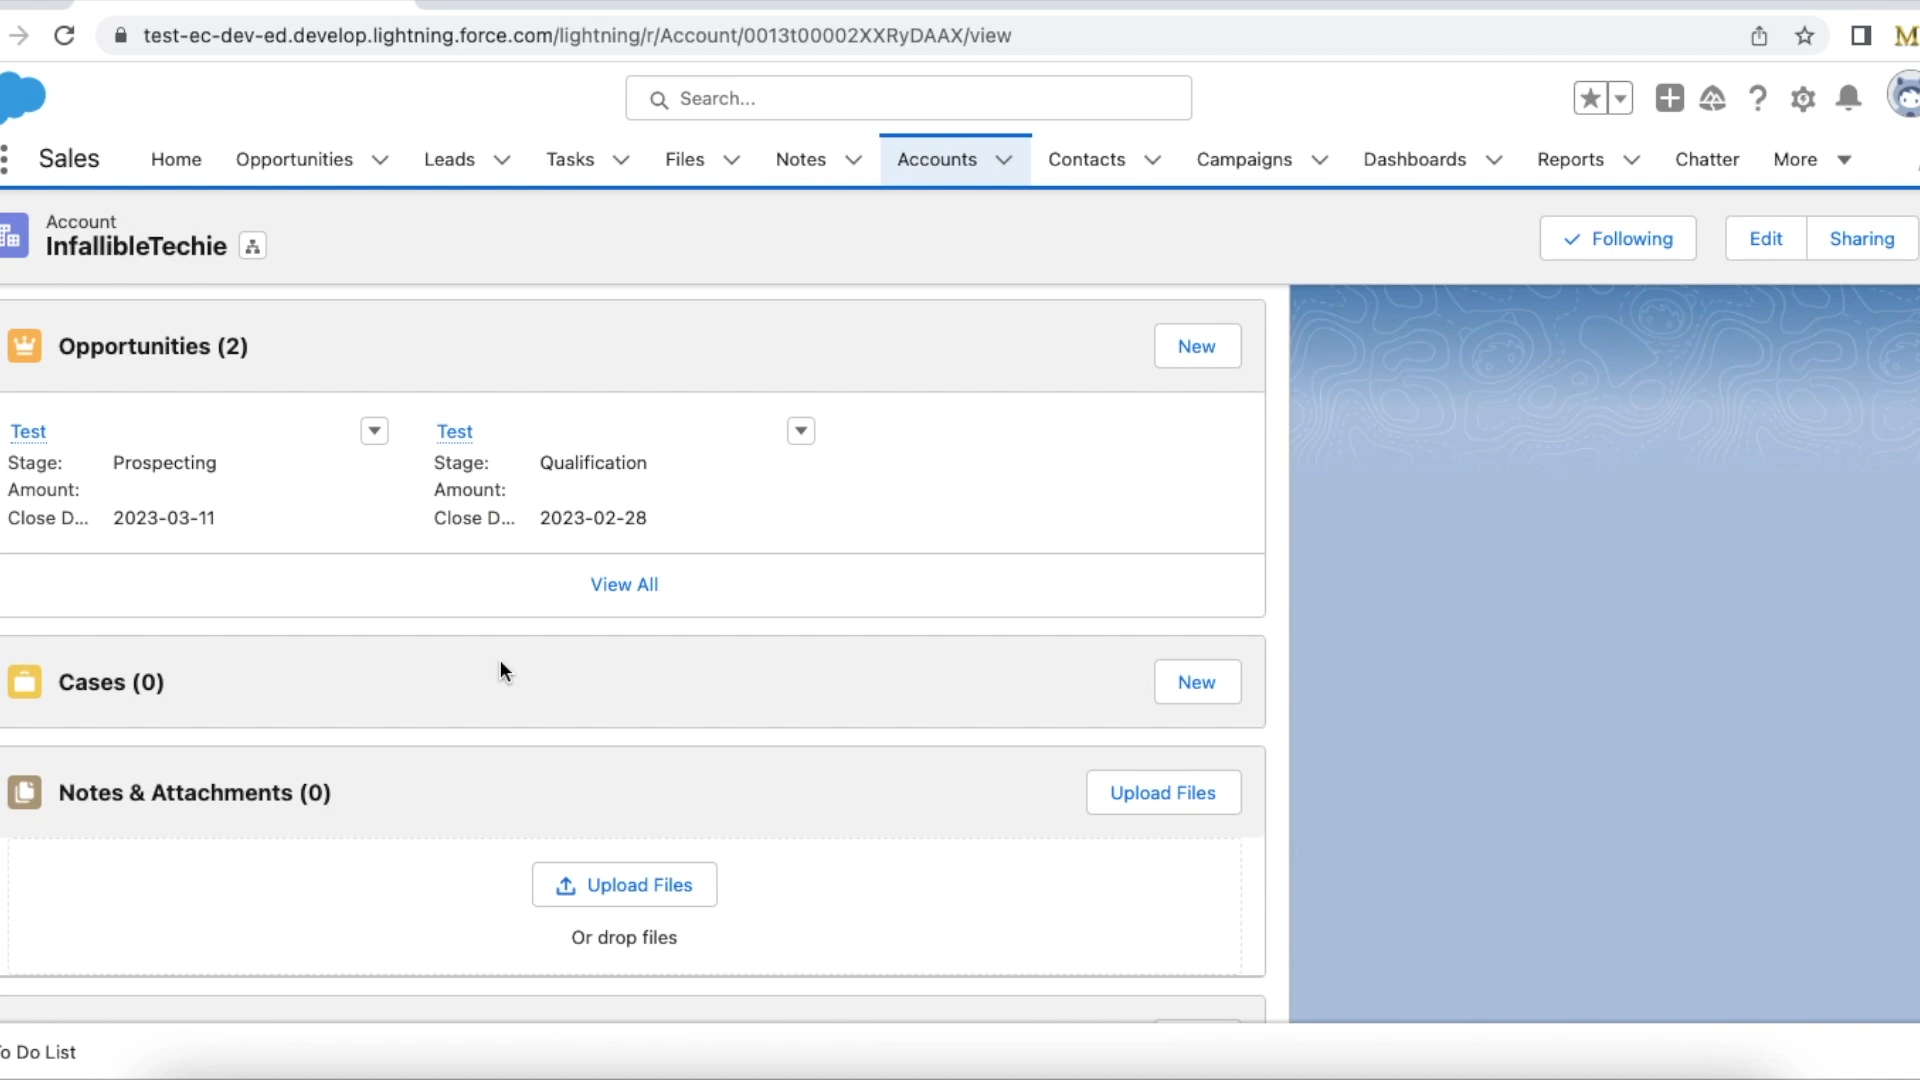 test-ec-dev-ed.develop.lightning.force.com/lightning/r/Account/0013t00002XXRyDAAX/view
M
Search...
Sales Home Opportunities Leads Tasks Files Notes Accounts Contacts Campaigns Dashboards Reports Chatter More
Account
InfallibleTechie
Following Edit Sharing
Opportunities (2) New
Test Test
Stage: Prospecting Stage: Qualification
Amount: Amount:
Close D... 2023-03-11 Close D... 2023-02-28
View All
Cases (0) New
Notes & Attachments (0) Upload Files
Upload Files
Or drop files
o Do List